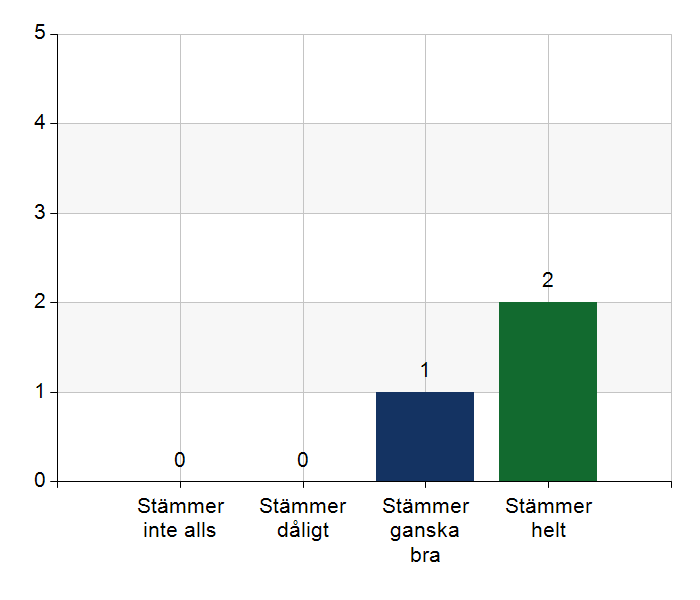 5
4
3
2
1
0
0
0
1
2
Stämmer
inte alls
Stämmer
dåligt
Stämmer
ganska
bra
Stämmer
helt